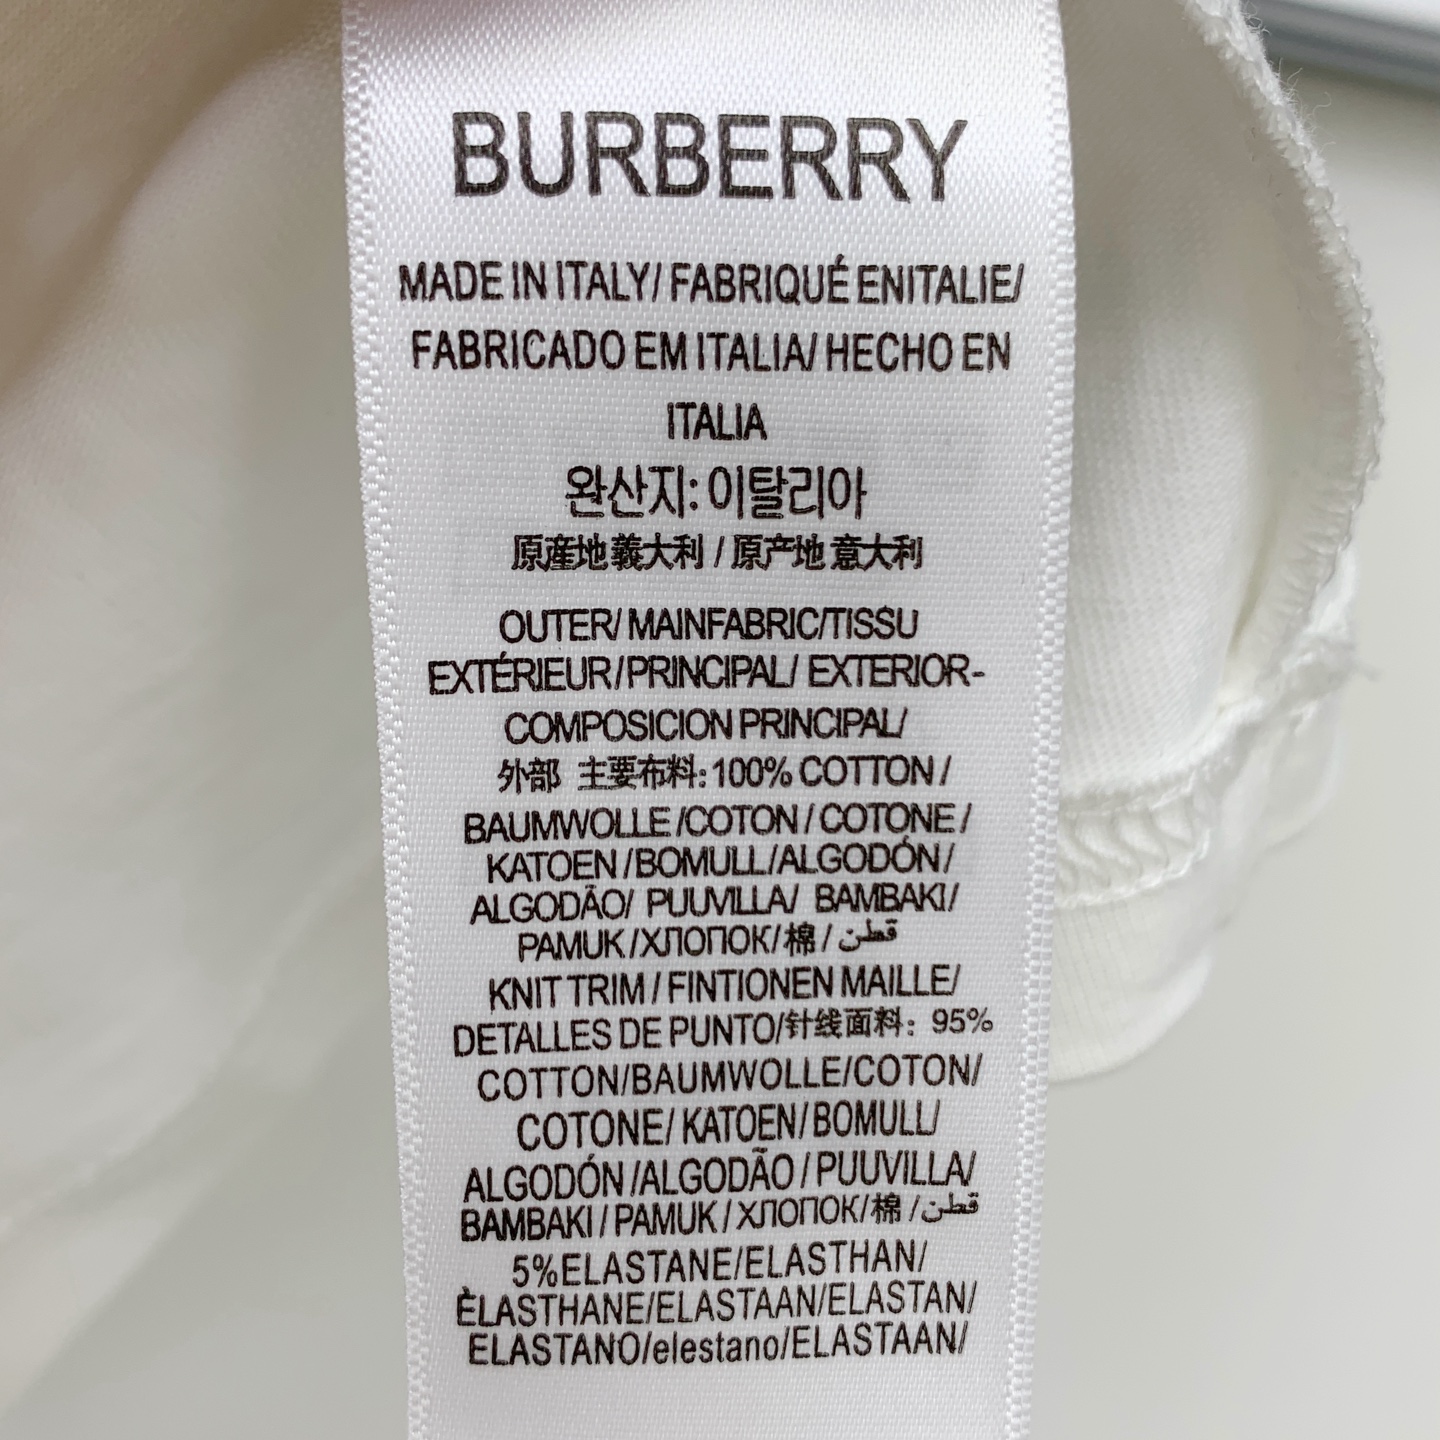 BURBERRY
MADE IN ITALY/ FABRIQUÉ ENITALIE/
FABRICADO EM ITALIA/ HECHO EN
ITALIA
완산지: 이탈리아
原産地義大利 / 原产地 意大利
OUTER/ MAINFABRIC/TISSU
EXTÉRIEUR/PRINCIPAL/ EXTERIOR-
COMPOSICION PRINCIPAL/
外部 主要布料: 100% COTTON /
BAUMWOLLE /COTON / COTONE /
KATOEN /BOMULL/ALGODÓN/
ALGODÃO/ PUUVILLA/ BAMBAKI/
PAMUK /ХЛОПОК/棉/ قطن
KNIT TRIM / FINTIONEN MAILLE/
DETALLES DE PUNTO/针线面料: 95%
COTTON/BAUMWOLLE/COTON/
COTONE/ KATOEN/ BOMULL/
ALGODÓN /ALGODÃO / PUUVILLA/
BAMBAKI / PAMUK / ХЛОПОК/棉 /قطن
5%ELASTANE/ELASTHAN/
ÈLASTHANE/ELASTAAN/ELASTAN/
ELASTANO/elestano/ELASTAAN/